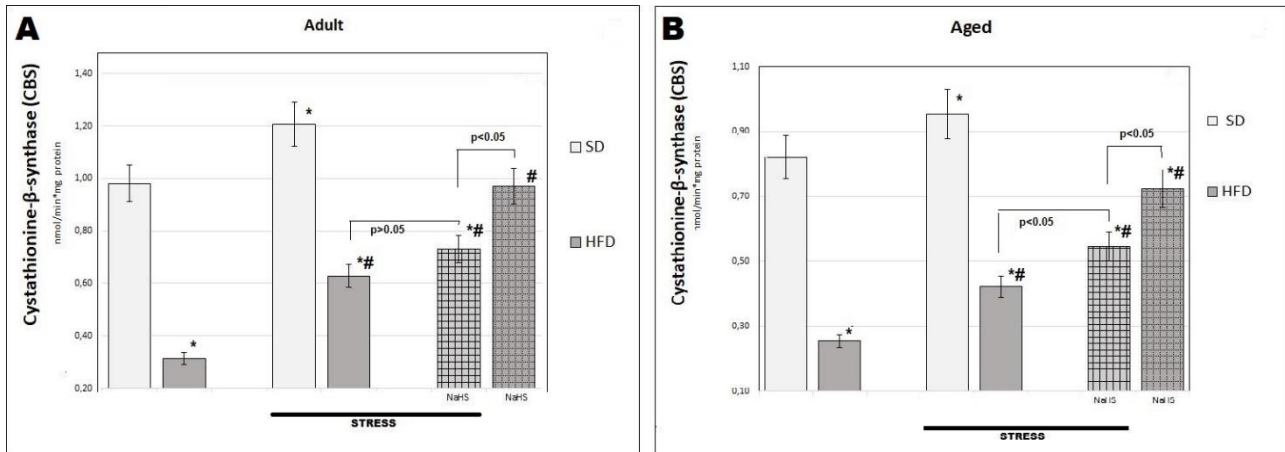 A
Adult
Cystathionine-β-synthase (CBS)
nmol/min*mg protein
1,40
1,20
1,00
0,80
0,60
0,40
0,20
*
*
*#
p>0.05
*#
p<0.05
#
NaHS
NaHS
STRESS
SD
HFD
B
Aged
Cystathionine-β-synthase (CBS)
nmol/min*mg protein
1,10
0,90
0,70
0,50
0,30
0,10
*
*
*#
p<0.05
*#
p<0.05
*#
NaHS
NaHS
STRESS
SD
HFD